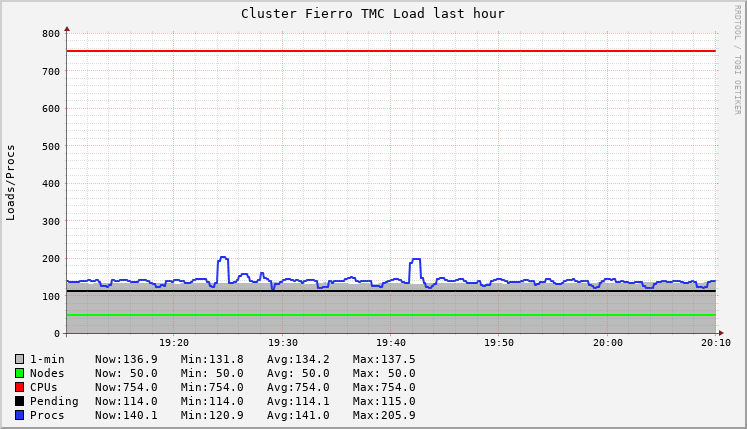 Cluster Fierro TMC Load last hour
RRDTOOL / TOBI OETIKER
Loads/Procs
800
700
600
500
400
300
200
100
0
19:20 19:30 19:40 19:50 20:00 20:10
1-min Now:136.9 Min:131.8 Avg:134.2 Max:137.5
Nodes Now: 50.0 Min: 50.0 Avg: 50.0 Max: 50.0
CPUs Now:754.0 Min:754.0 Avg:754.0 Max:754.0
Pending Now:114.0 Min:114.0 Avg:114.1 Max:115.0
Procs Now:140.1 Min:120.9 Avg:141.0 Max:205.9